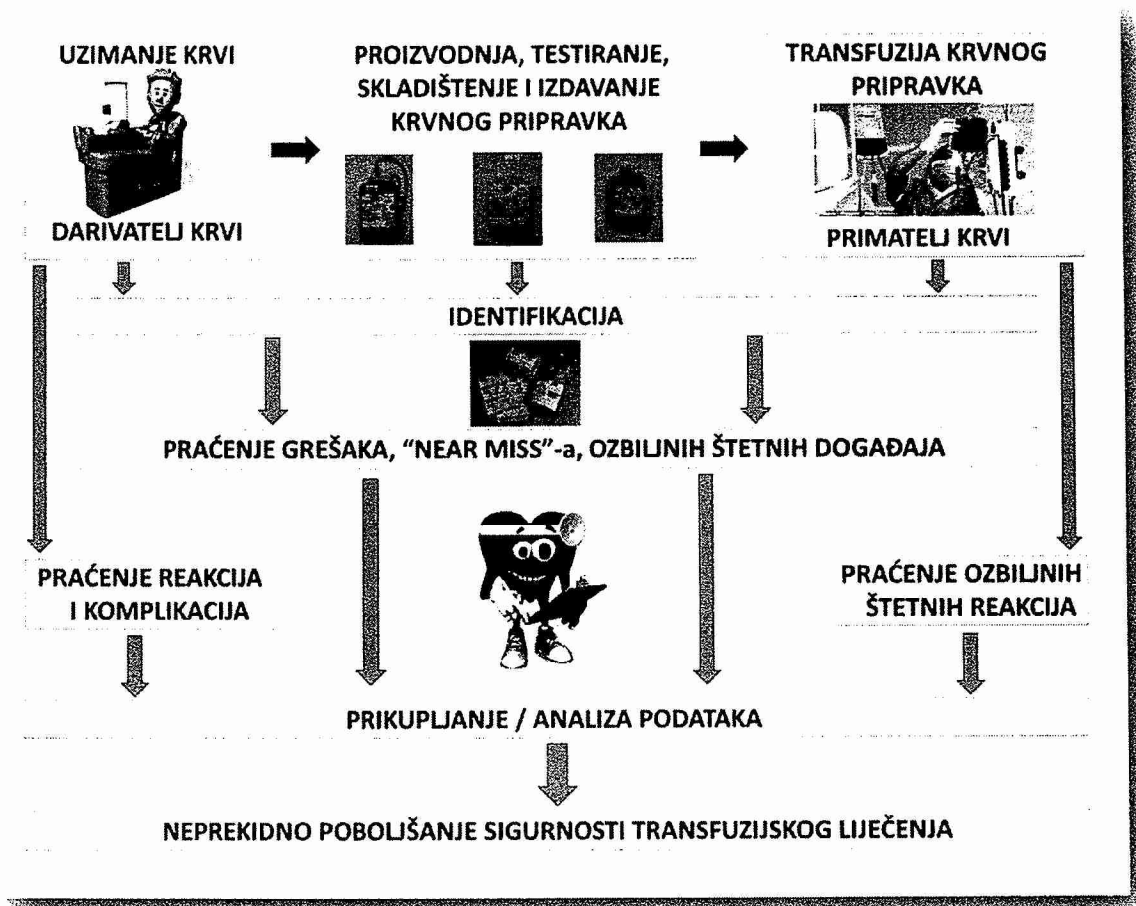 UZIMANJE KRVI
DARIVATELJ KRVI
PROIZVODNJA, TESTIRANJE,
SKLADIŠTENJE I IZDAVANJE
KRVNOG PRIPRAVKA
TRANSFUZIJA KRVNOG
PRIPRAVKA
PRIMATELJ KRVI
IDENTIFIKACIJA
PRAĆENJE GREŠAKA, “NEAR MISS”-a, OZBILJNIH ŠTETNIH DOGAĐAJA
PRAĆENJE REAKCIJA
I KOMPLIKACIJA
PRAĆENJE OZBILJNIH
ŠTETNIH REAKCIJA
PRIKUPLJANJE / ANALIZA PODATAKA
NEPREKIDNO POBOLJŠANJE SIGURNOSTI TRANSFUZIJSKOG LIJEČENJA